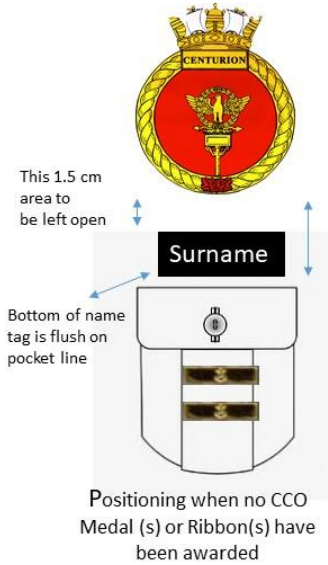 CENTURION
This 1.5 cm
area to
be left open
Surname
Bottom of name
tag is flush on
pocket line
Positioning when no CCO
Medal (s) or Ribbon(s) have
been awarded